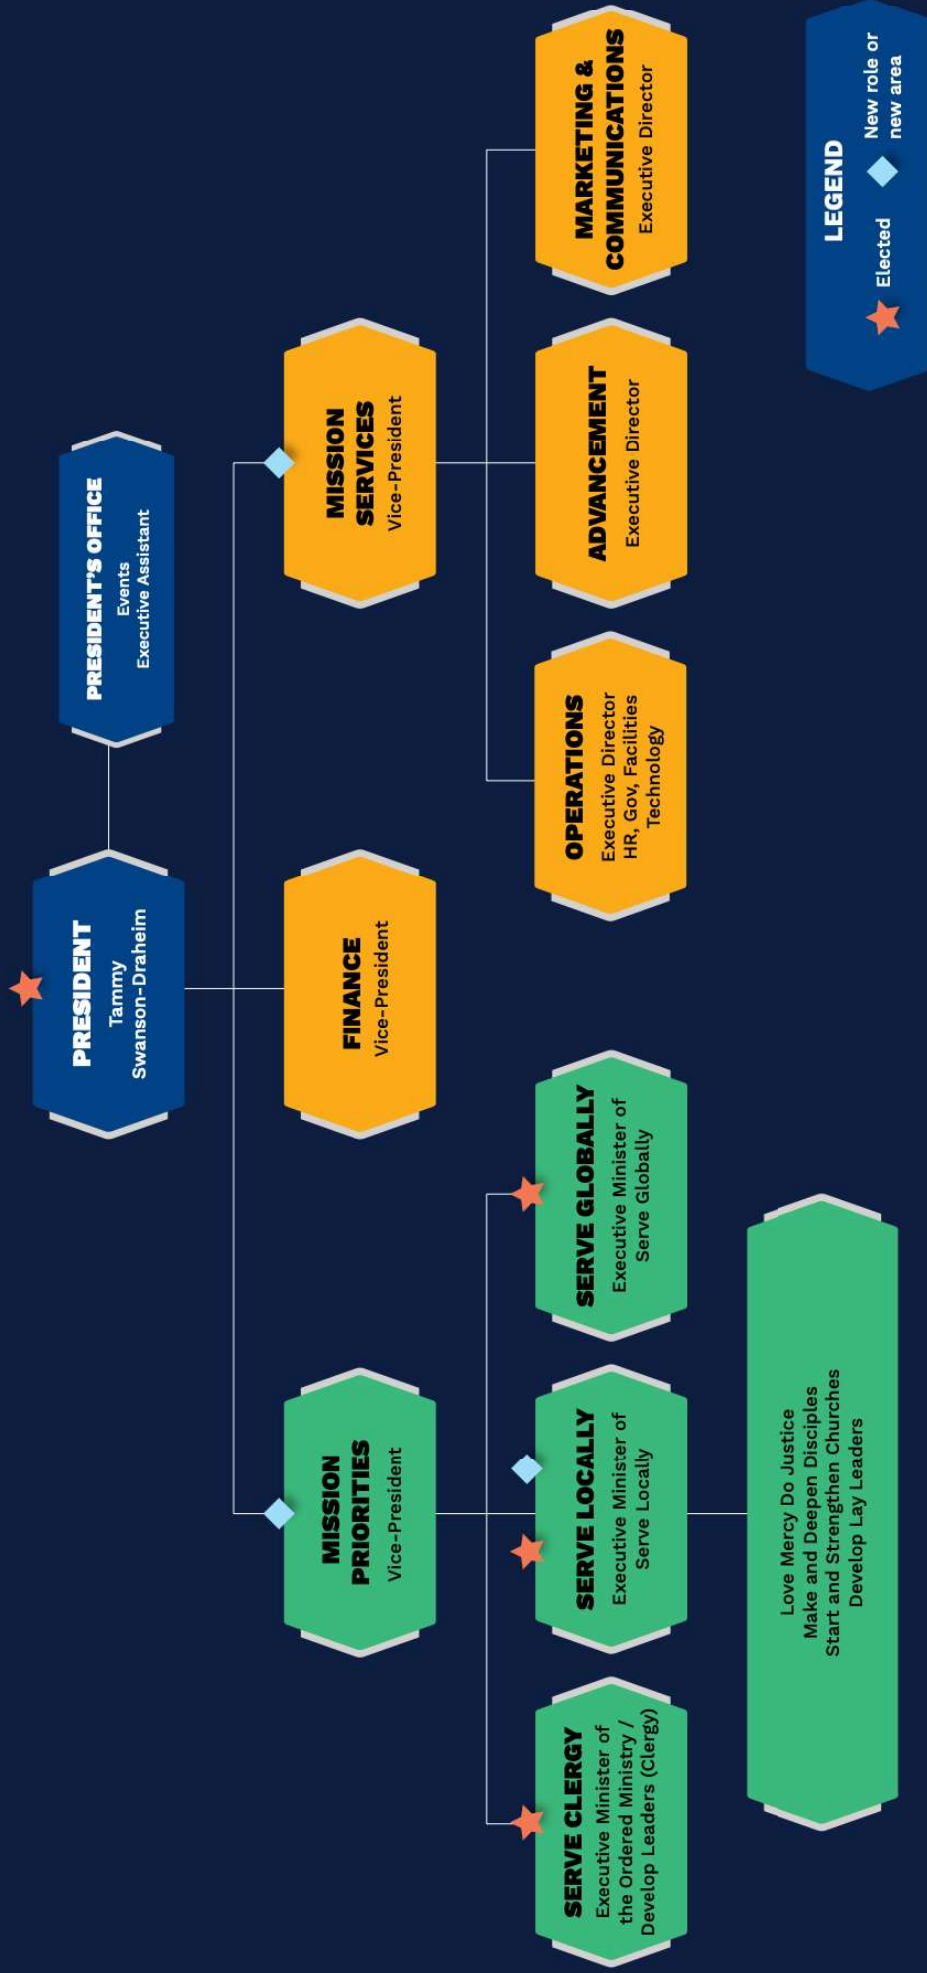 PRESIDENT
Tammy
Swanson-Draheim
PRESIDENT'S OFFICE
Events
Executive Assistant
MISSION
PRIORITIES
Vice-President
FINANCE
Vice-President
MISSION
SERVICES
Vice-President
SERVE CLERGY
Executive Minister of
the Ordered Ministry /
Develop Leaders (Clergy)
SERVE LOCALLY
Executive Minister of
Serve Locally
SERVE GLOBALLY
Executive Minister of
Serve Globally
OPERATIONS
Executive Director
HR, Gov, Facilities
Technology
ADVANCEMENT
Executive Director
MARKETING &
COMMUNICATIONS
Executive Director
Love Mercy Do Justice
Make and Deepen Disciples
Start and Strengthen Churches
Develop Lay Leaders
LEGEND
Elected
New role or
new area